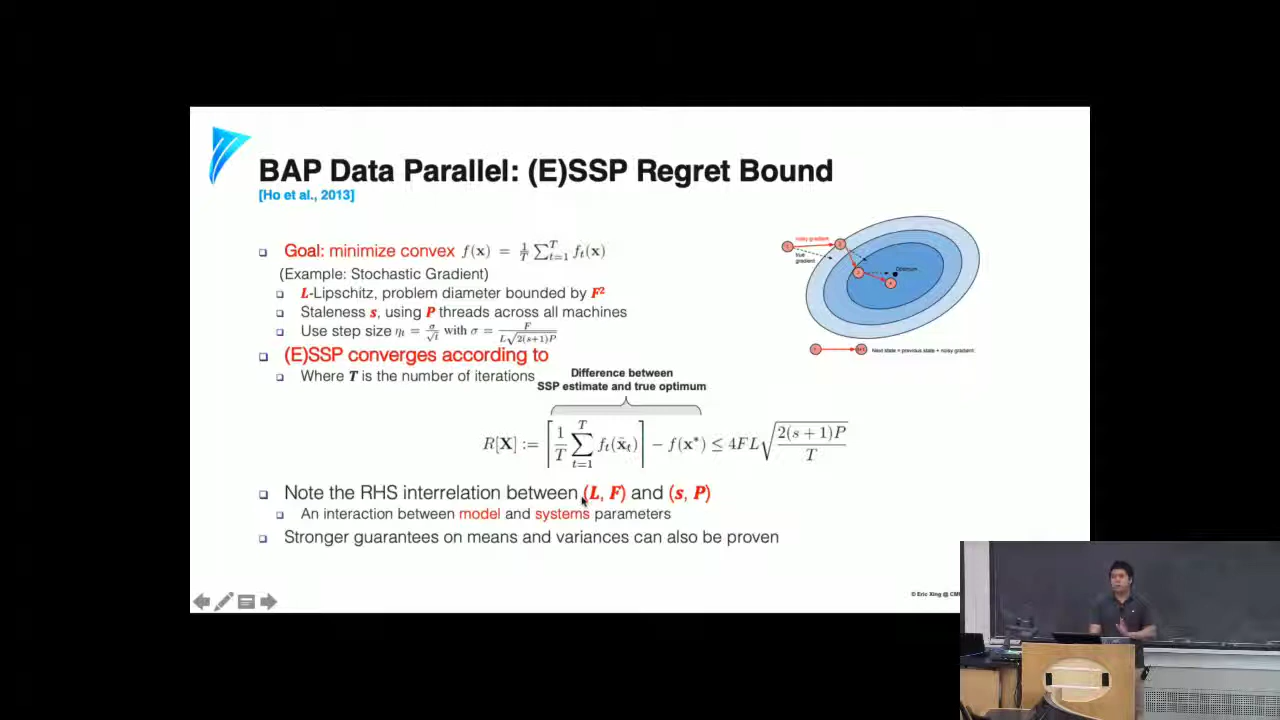 BAP Data Parallel: (E)SSP Regret Bound
[Ho et al., 2013]
Goal: minimize convex f(x) = 1/T ∑_{t=1}^{T} f_t(x)
(Example: Stochastic Gradient)
L-Lipschitz, problem diameter bounded by F²
Staleness s, using P threads across all machines
Use step size η_t = σ/√t with σ = F/(L√(2(s+1)P))
(E)SSP converges according to
Where T is the number of iterations
Difference between
SSP estimate and true optimum
R[X] := [1/T ∑_{t=1}^{T} f_t(x̃_t)] − f(x*) ≤ 4FL√(2(s+1)P/T)
Note the RHS interrelation between (L, F) and (s, P)
An interaction between model and systems parameters
Stronger guarantees on means and variances can also be proven
noisy gradient
true
gradient
Optimum
Next state = previous state + noisy gradient
© Eric Xing @ CM